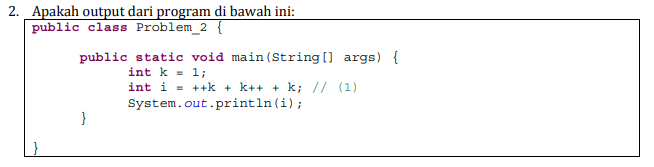 2. Apakah output dari program di bawah ini:
public class Problem_2 {
public static void main(String[] args) {
int k = 1;
int i = ++k + k++ + k; // (1)
System.out.println(i);
}
}